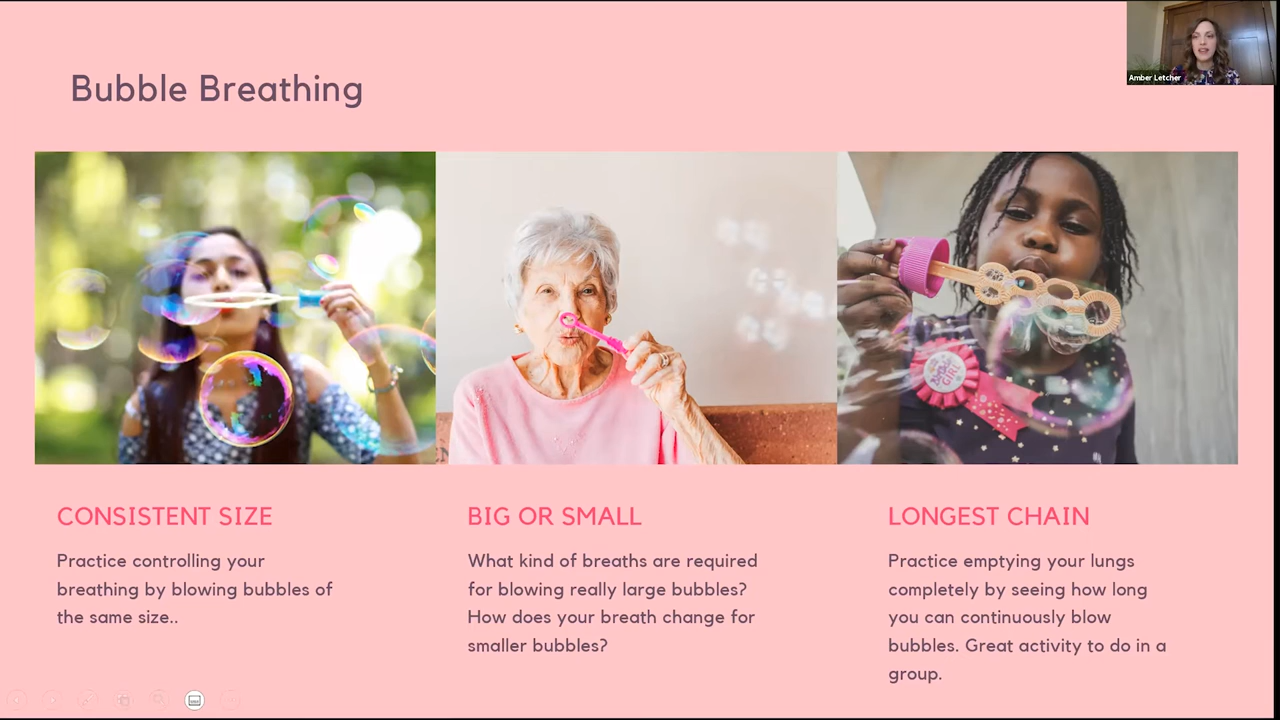 Amber Letcher
Bubble Breathing
CONSISTENT SIZE
Practice controlling your
breathing by blowing bubbles of
the same size..
BIG OR SMALL
What kind of breaths are required
for blowing really large bubbles?
How does your breath change for
smaller bubbles?
LONGEST CHAIN
Practice emptying your lungs
completely by seeing how long
you can continuously blow
bubbles. Great activity to do in a
group.